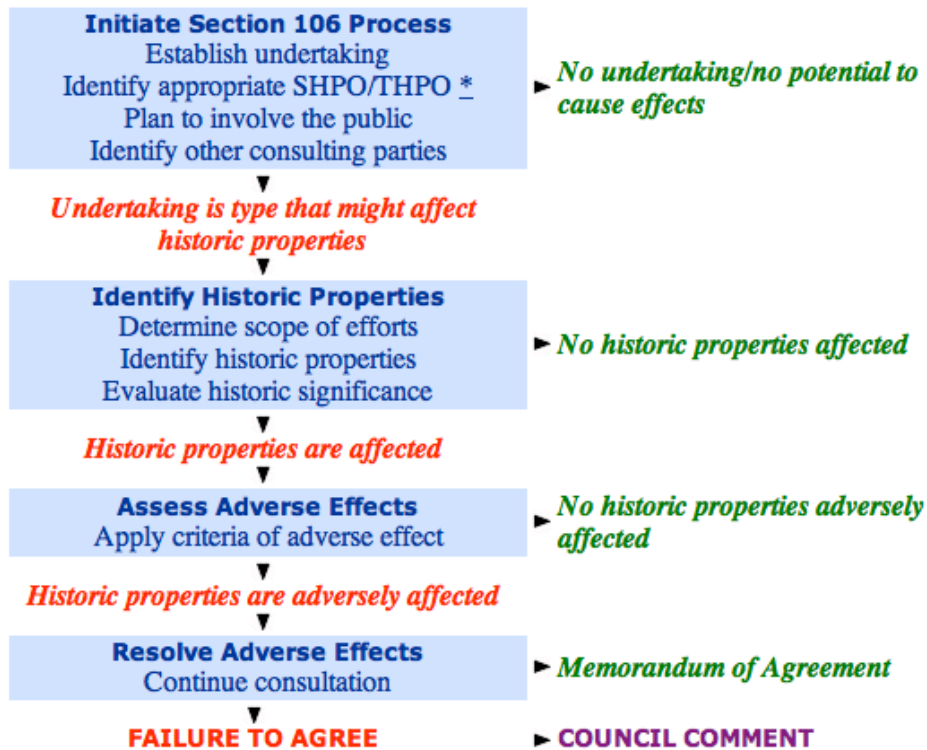 Initiate Section 106 Process
Establish undertaking
Identify appropriate SHPO/THPO *
Plan to involve the public
Identify other consulting parties
No undertaking/no potential to
cause effects
Undertaking is type that might affect
historic properties
Identify Historic Properties
Determine scope of efforts
Identify historic properties
Evaluate historic significance
No historic properties affected
Historic properties are affected
Assess Adverse Effects
Apply criteria of adverse effect
No historic properties adversely
affected
Historic properties are adversely affected
Resolve Adverse Effects
Continue consultation
Memorandum of Agreement
FAILURE TO AGREE
COUNCIL COMMENT